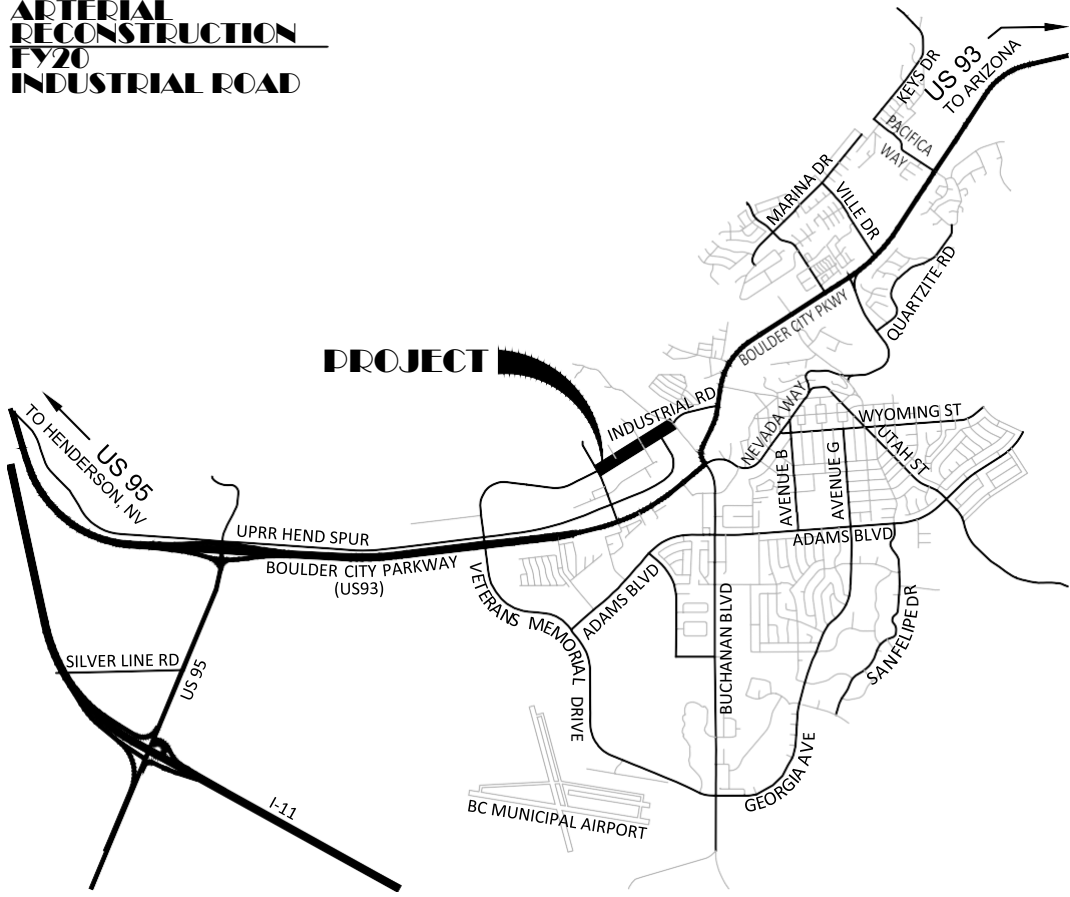 ARTERIAL
RECONSTRUCTION
FY20
INDUSTRIAL ROAD
KEYS DR
US 93
TO ARIZONA
PACIFICA
WAY
MARINA DR
VILLE DR
QUARTZITE RD
BOULDER CITY PKWY
PROJECT
INDUSTRIAL RD
NEVADA WAY
WYOMING ST
UTAH ST
AVENUE B
AVENUE G
TO HENDERSON, NV
US 95
UPRR HEND SPUR
BOULDER CITY PARKWAY
(US93)
ADAMS BLVD
VETERANS MEMORIAL DRIVE
ADAMS BLVD
BUCHANAN BLVD
SAN FELIPE DR
SILVER LINE RD
US 95
GEORGIA AVE
I-11
BC MUNICIPAL AIRPORT